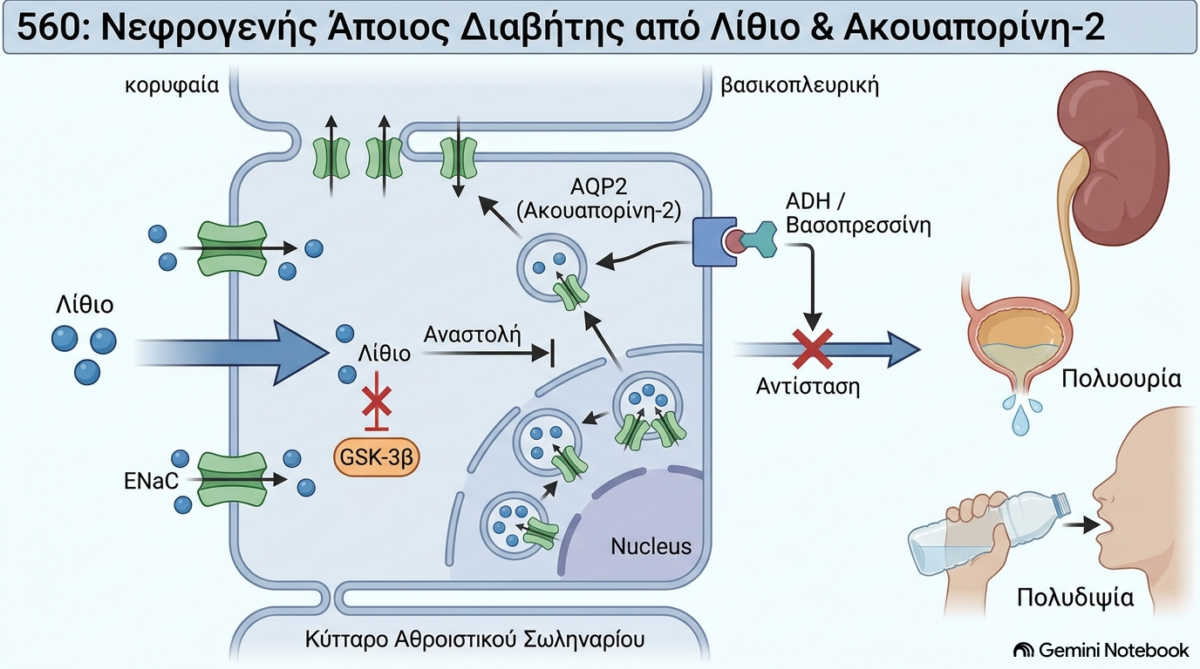 560: Νεφρογενής Άποιος Διαβήτης από Λίθιο & Ακουαπορίνη-2
κορυφαία
βασικοπλευρική
AQP2
(Ακουαπορίνη-2)
ADH /
Βασοπρεσσίνη
Λίθιο
Λίθιο
Αναστολή
Αντίσταση
Πολυουρία
GSK-3β
ENaC
Nucleus
Πολυδιψία
Κύτταρο Αθροιστικού Σωληναρίου
Gemini Notebook